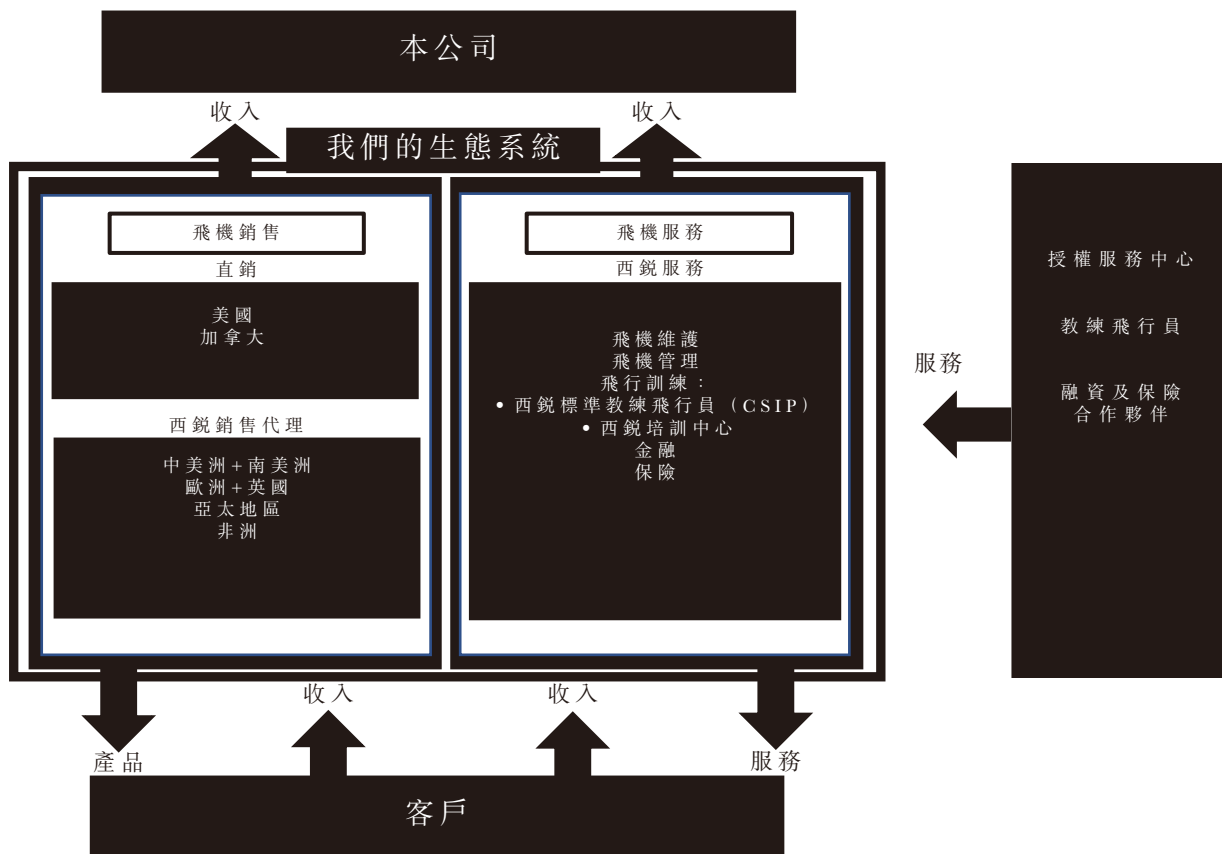 本公司
收入
收入
我們的生態系統
飛機銷售
直銷
美國
加拿大
西銳銷售代理
中美洲+南美洲
歐洲+英國
亞太地區
非洲
飛機服務
西銳服務
飛機維護
飛機管理
飛行訓練：
• 西銳標準教練飛行員（CSIP）
• 西銳培訓中心
金融
保險
服務
授權服務中心
教練飛行員
融資及保險
合作夥伴
產品
收入
收入
服務
客戶